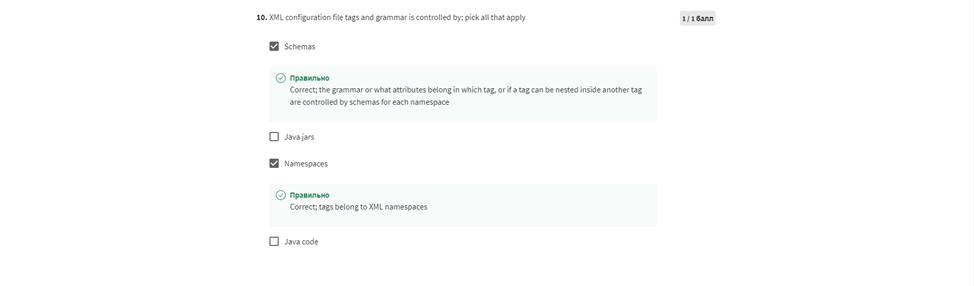 10. XML configuration file tags and grammar is controlled by; pick all that apply
1 / 1 балл
Schemas
Правильно
Correct; the grammar or what attributes belong in which tag, or if a tag can be nested inside another tag
are controlled by schemas for each namespace
Java jars
Namespaces
Правильно
Correct; tags belong to XML namespaces
Java code